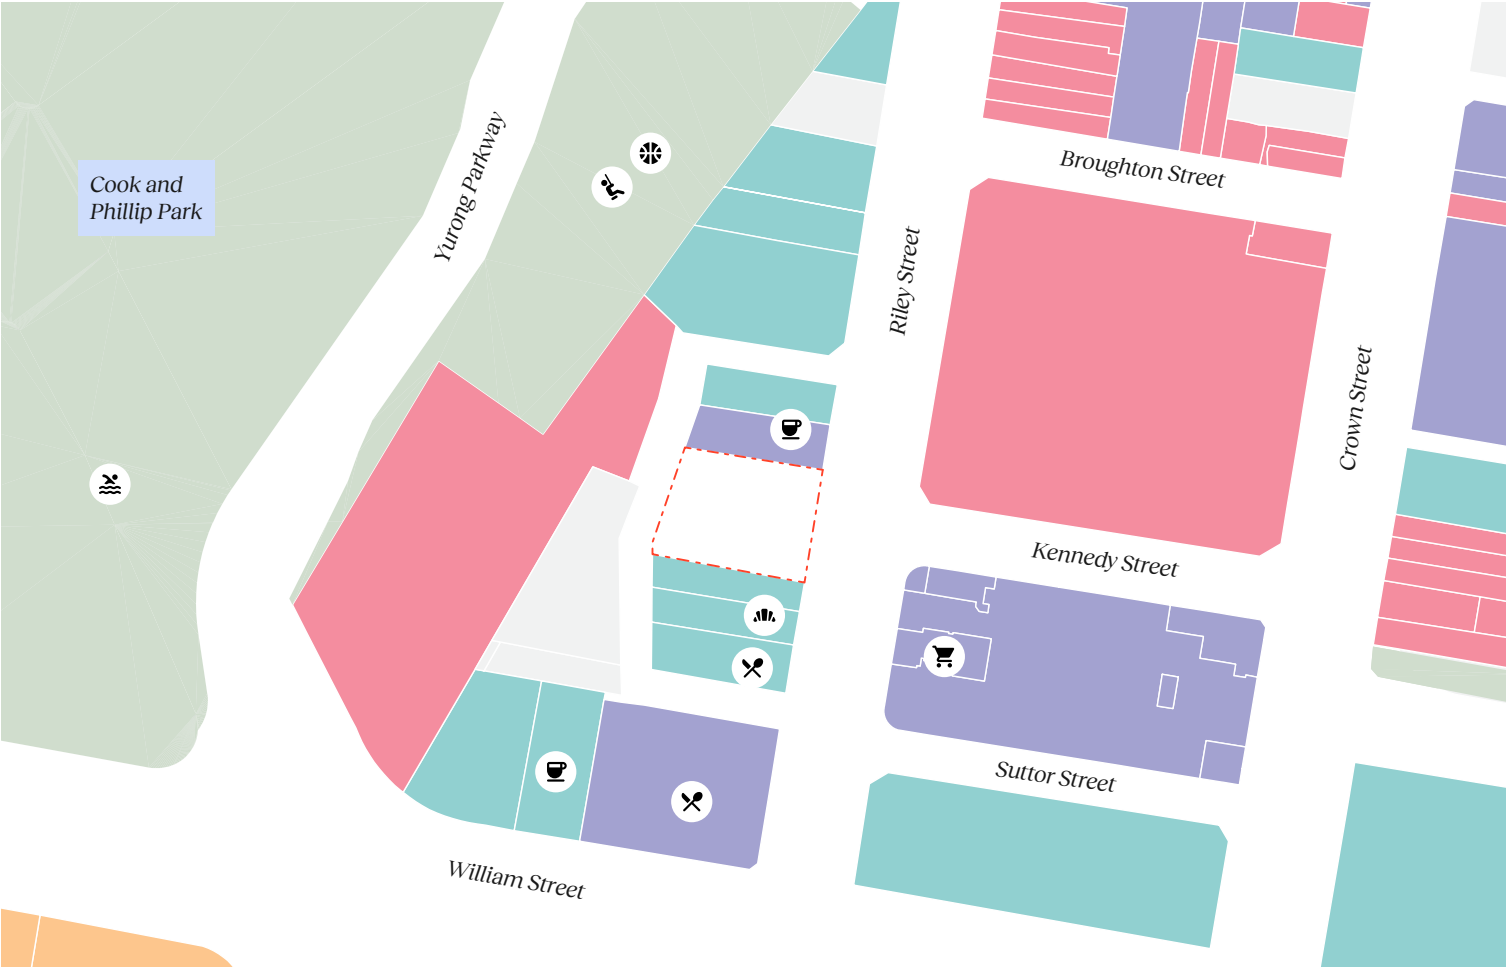 Cook and
Phillip Park
Yurong Parkway
Broughton Street
Riley Street
Crown Street
Kennedy Street
Suttor Street
William Street